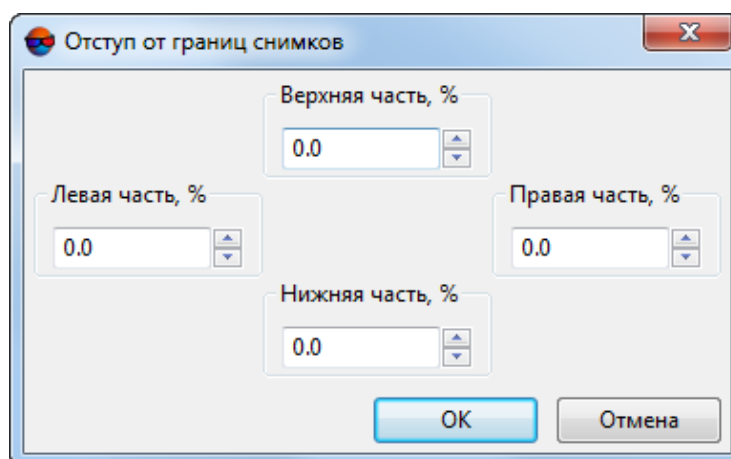 Отступ от границ снимков
Верхняя часть, %
0.0
Левая часть, %
Правая часть, %
0.0
0.0
Нижняя часть, %
0.0
OK
Отмена